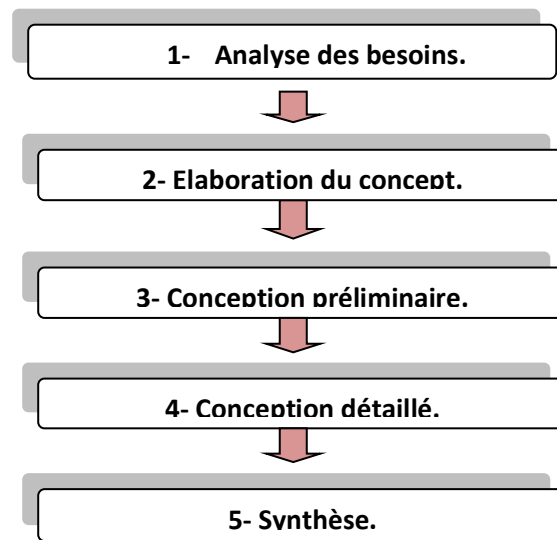 1- Analyse des besoins.
2- Elaboration du concept.
3- Conception préliminaire.
4- Conception détaillé.
5- Synthèse.